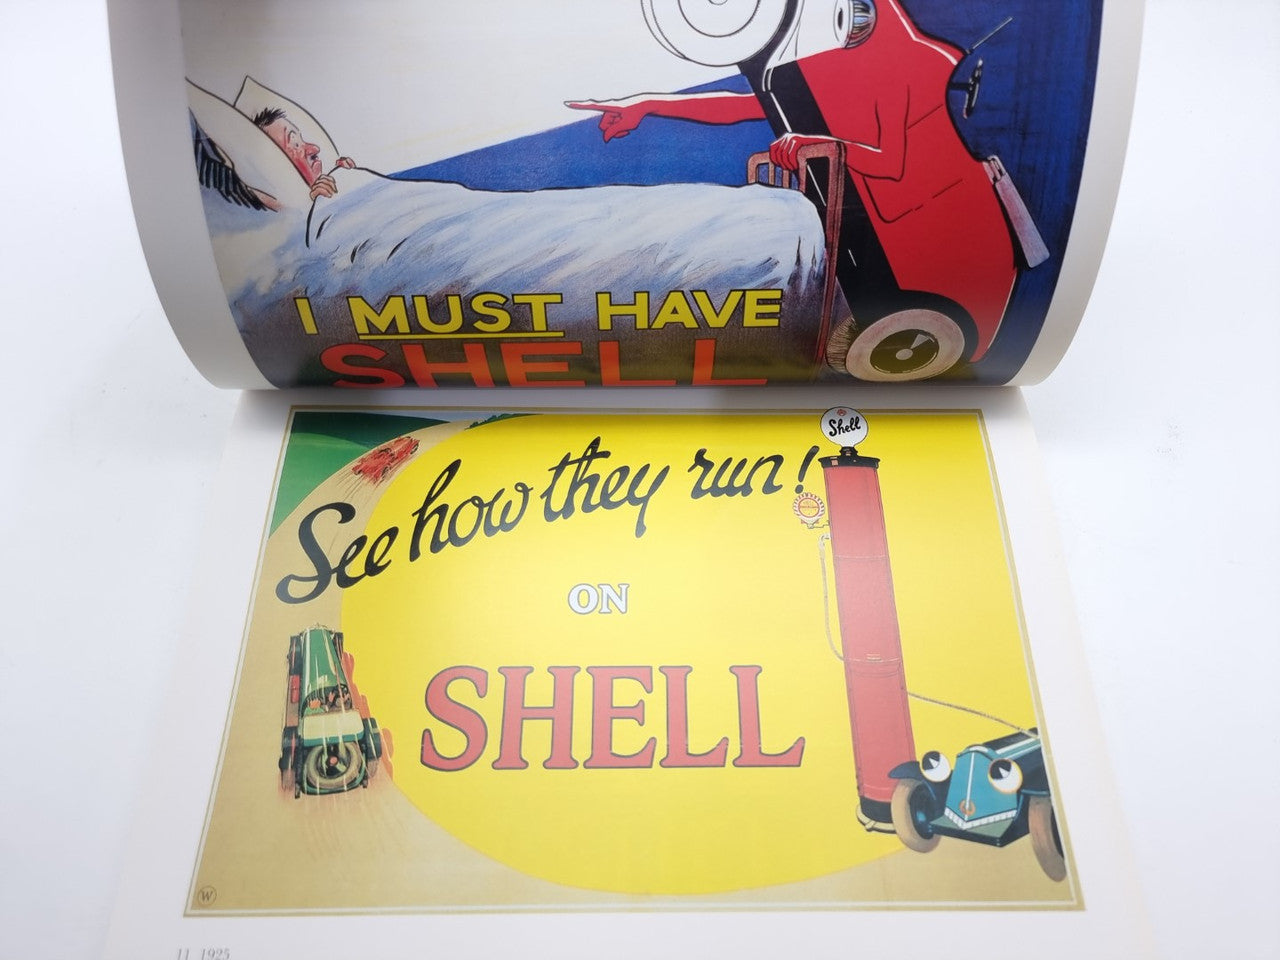 I MUST HAVE
SHELL
Shell
See how they run!
ON
SHELL
W
11 1925